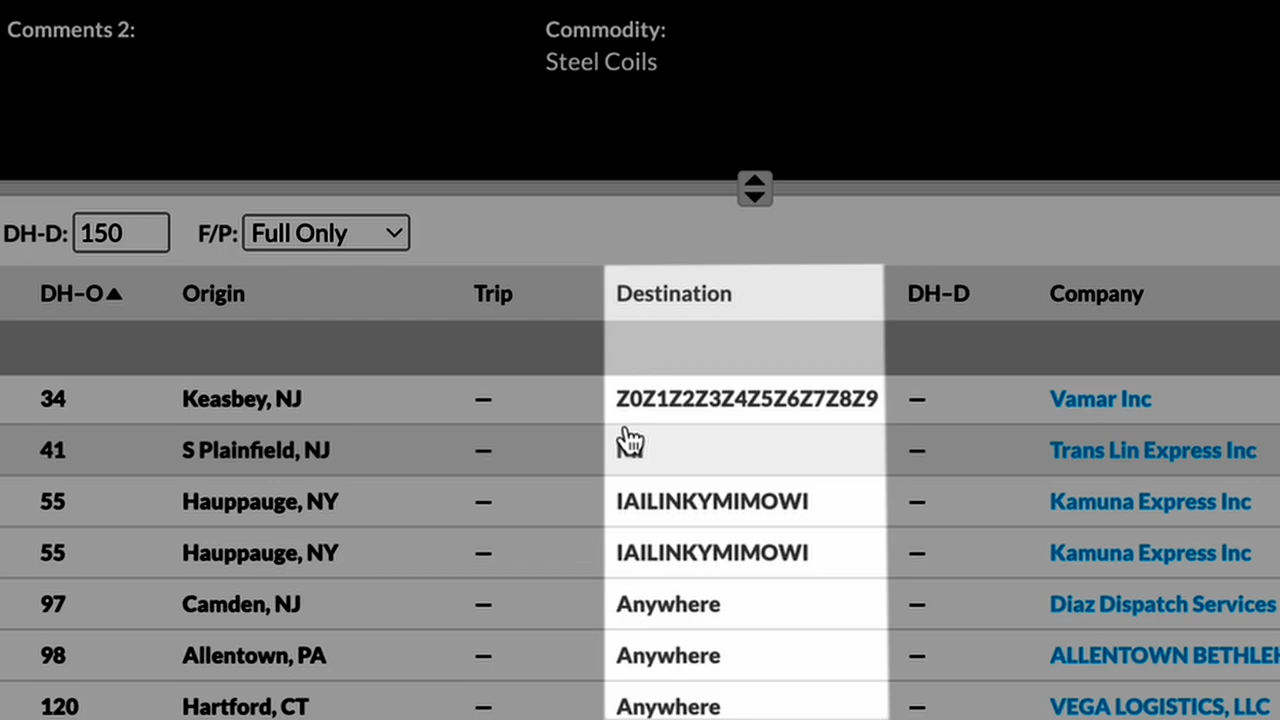 Comments 2:
Commodity:
Steel Coils
DH-D: 150 F/P: Full Only
DH–O Origin Trip Destination DH–D Company
34 Keasbey, NJ – Z0Z1Z2Z3Z4Z5Z6Z7Z8Z9 – Vamar Inc
41 S Plainfield, NJ – – Trans Lin Express Inc
55 Hauppauge, NY – IAILINKYMIMOWI – Kamuna Express Inc
55 Hauppauge, NY – IAILINKYMIMOWI – Kamuna Express Inc
97 Camden, NJ – Anywhere – Diaz Dispatch Services
98 Allentown, PA – Anywhere – ALLENTOWN
120 Hartford, CT – Anywhere – VEGA LOGISTICS, LLC